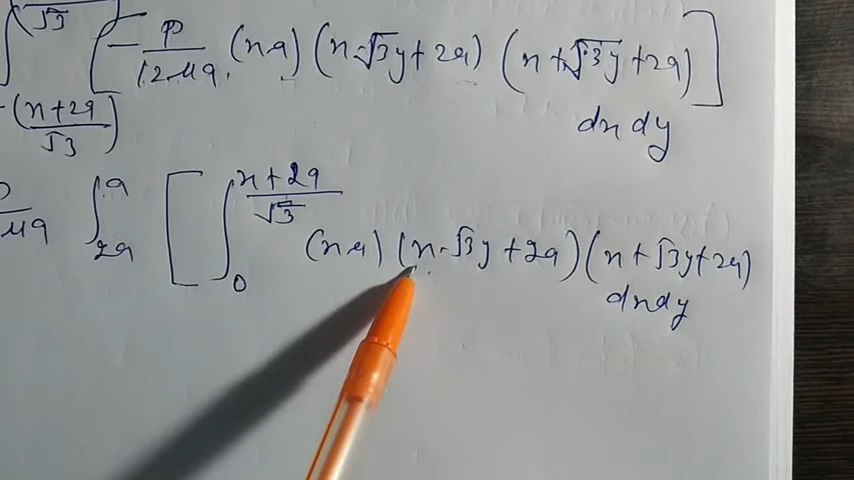 ∫ √3 [ - P/12μa (x-a) (x-√3y+2a) (x+√3y+2a) ]
-(x+2a/√3) dx dy
μa ∫_{2a}^{a} [ ∫_{0}^{x+2a/√3} (x-a) (x-√3y+2a) (x+√3y+2a)
dx dy